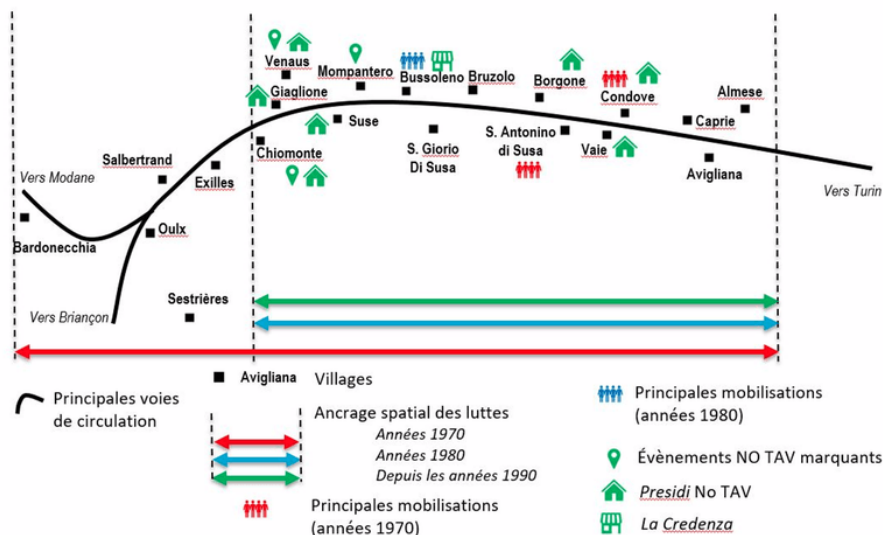 Venaus
Mompantero
Bussoleno
Bruzolo
Borgone
Condove
Almese
Giaglione
Suse
Caprie
Chiomonte
S. Giorio
Di Susa
S. Antonino
di Susa
Vaie
Avigliana
Salbertrand
Exilles
Vers Modane
Vers Turin
Bardonecchia
Oulx
Sestrières
Vers Briançon
Avigliana
Villages
Principales voies
de circulation
Ancrage spatial des luttes
Années 1970
Années 1980
Depuis les années 1990
Principales mobilisations
(années 1970)
Principales mobilisations
(années 1980)
Évènements NO TAV marquants
Presidi No TAV
La Credenza